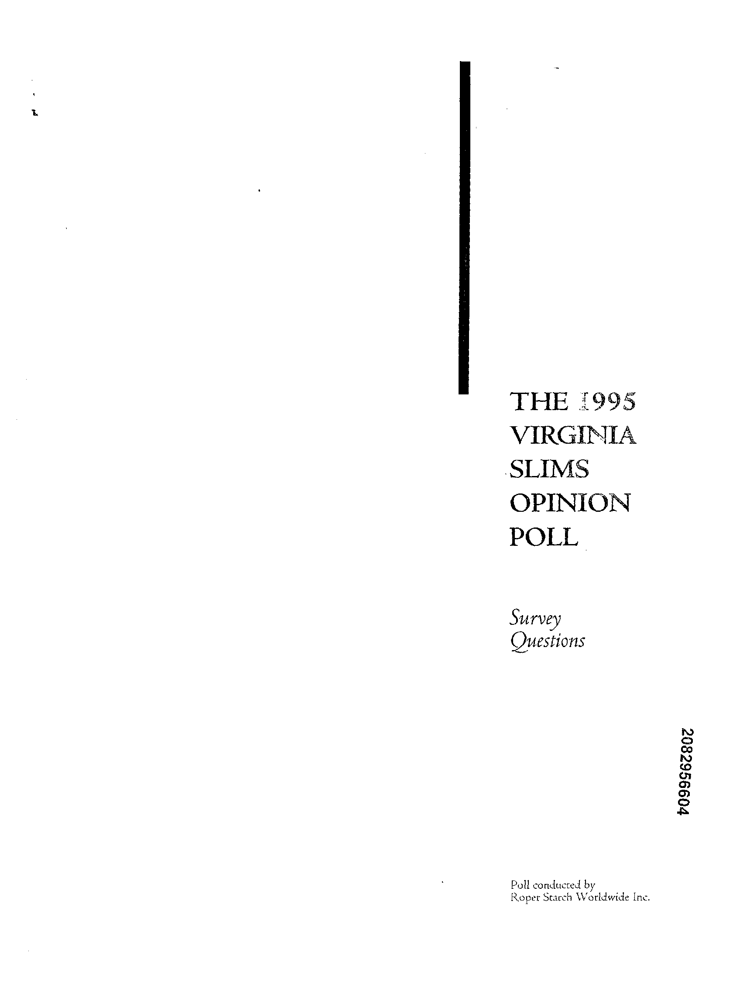 THE 1995
VIRGINIA
SLIMS
OPINION
POLL
Survey
Questions
2082956604
Poll conducted by
Roper Starch Worldwide Inc.